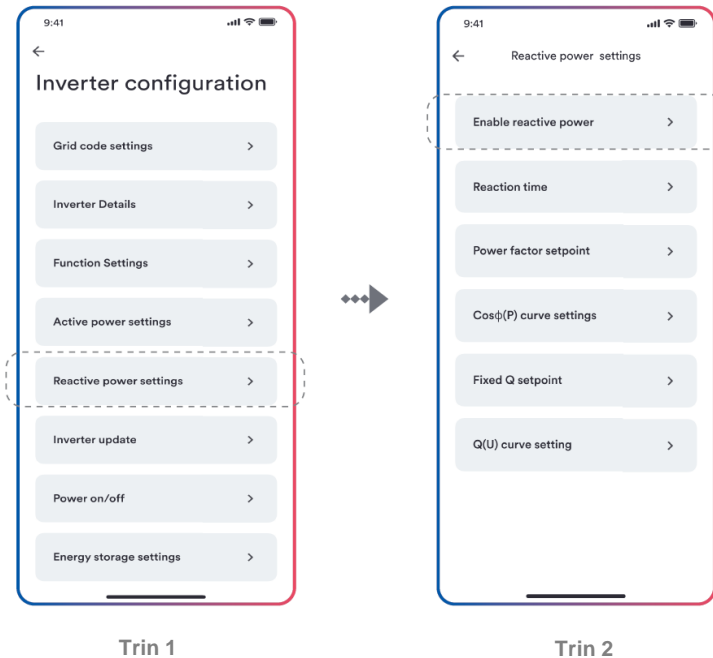 9:41
Inverter configuration
Grid code settings
Inverter Details
Function Settings
Active power settings
Reactive power settings
Inverter update
Power on/off
Energy storage settings
Trin 1
9:41
Reactive power settings
Enable reactive power
Reaction time
Power factor setpoint
Cosϕ(P) curve settings
Fixed Q setpoint
Q(U) curve setting
Trin 2